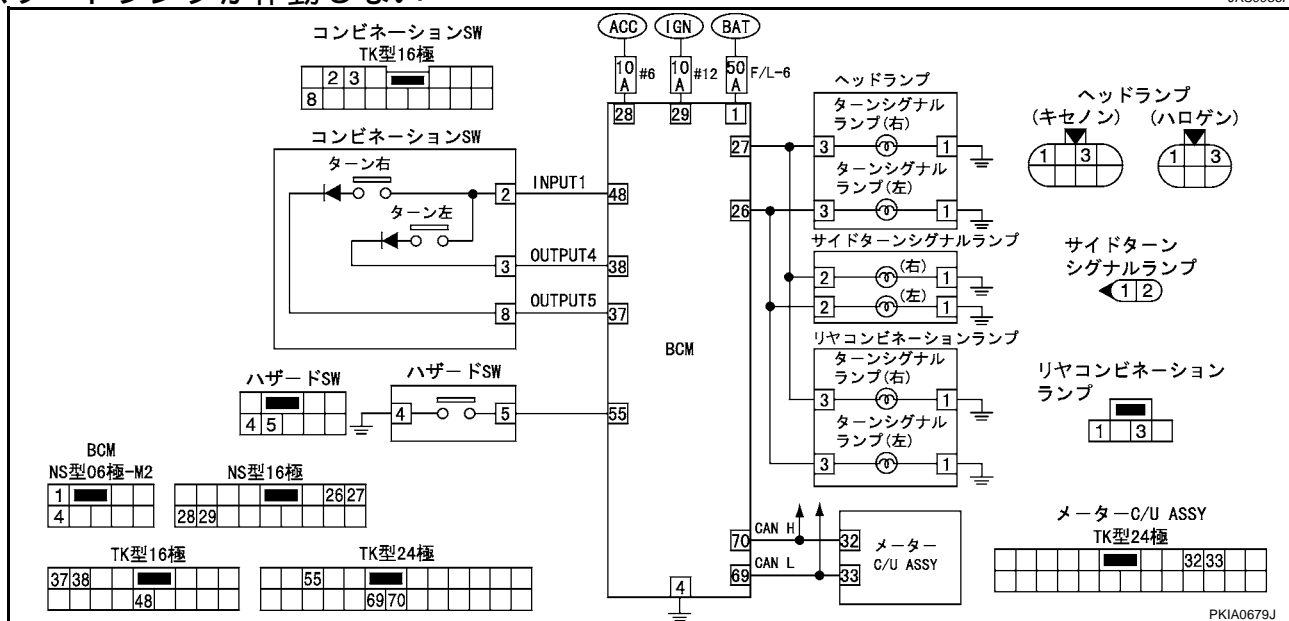 コンビネーションSW
TK型16極
2 3
8
ACC IGN BAT
10A #6 10A #12 50A F/L-6
28 29 1
コンビネーションSW
ターン右
ターン左
2 INPUT1 48
3 OUTPUT4 38
8 OUTPUT5 37
ハザードSW
4 5
ハザードSW
4 5 55
BCM
27
26
70 CAN H
69 CAN L
4
ヘッドランプ
ターンシグナル
ランプ(右)
3 1
ターンシグナル
ランプ(左)
3 1
サイドターンシグナルランプ
2 (右) 1
2 (左) 1
リヤコンビネーションランプ
ターンシグナル
ランプ(右)
3 1
ターンシグナル
ランプ(左)
3 1
32 メーター
33 C/U ASSY
ヘッドランプ
(キセノン) (ハロゲン)
1 3 1 3
サイドターン
シグナルランプ
1 2
リヤコンビネーション
ランプ
1 3
メーターC/U ASSY
TK型24極
32 33
BCM
NS型06極-M2 NS型16極
1 26 27
4 28 29
TK型16極 TK型24極
37 38 55
48 69 70
PKIA0679J